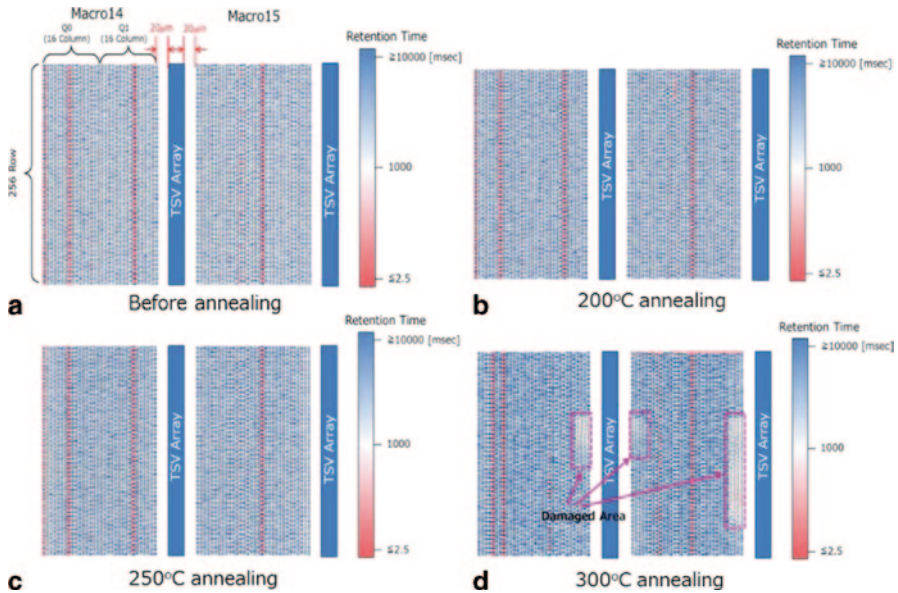 Macro14
Macro15
Q0
(16 Column)
Q1
(16 Column)
20μm
20μm
Retention Time
≧10000 [msec]
1000
≦2.5
256 Row
TSV Array
TSV Array
a
Before annealing
Retention Time
≧10000 [msec]
1000
≦2.5
TSV Array
TSV Array
b
200°C annealing
Retention Time
≧10000 [msec]
1000
≦2.5
TSV Array
TSV Array
c
250°C annealing
Retention Time
≧10000 [msec]
1000
≦2.5
TSV Array
TSV Array
Damaged Area
d
300°C annealing